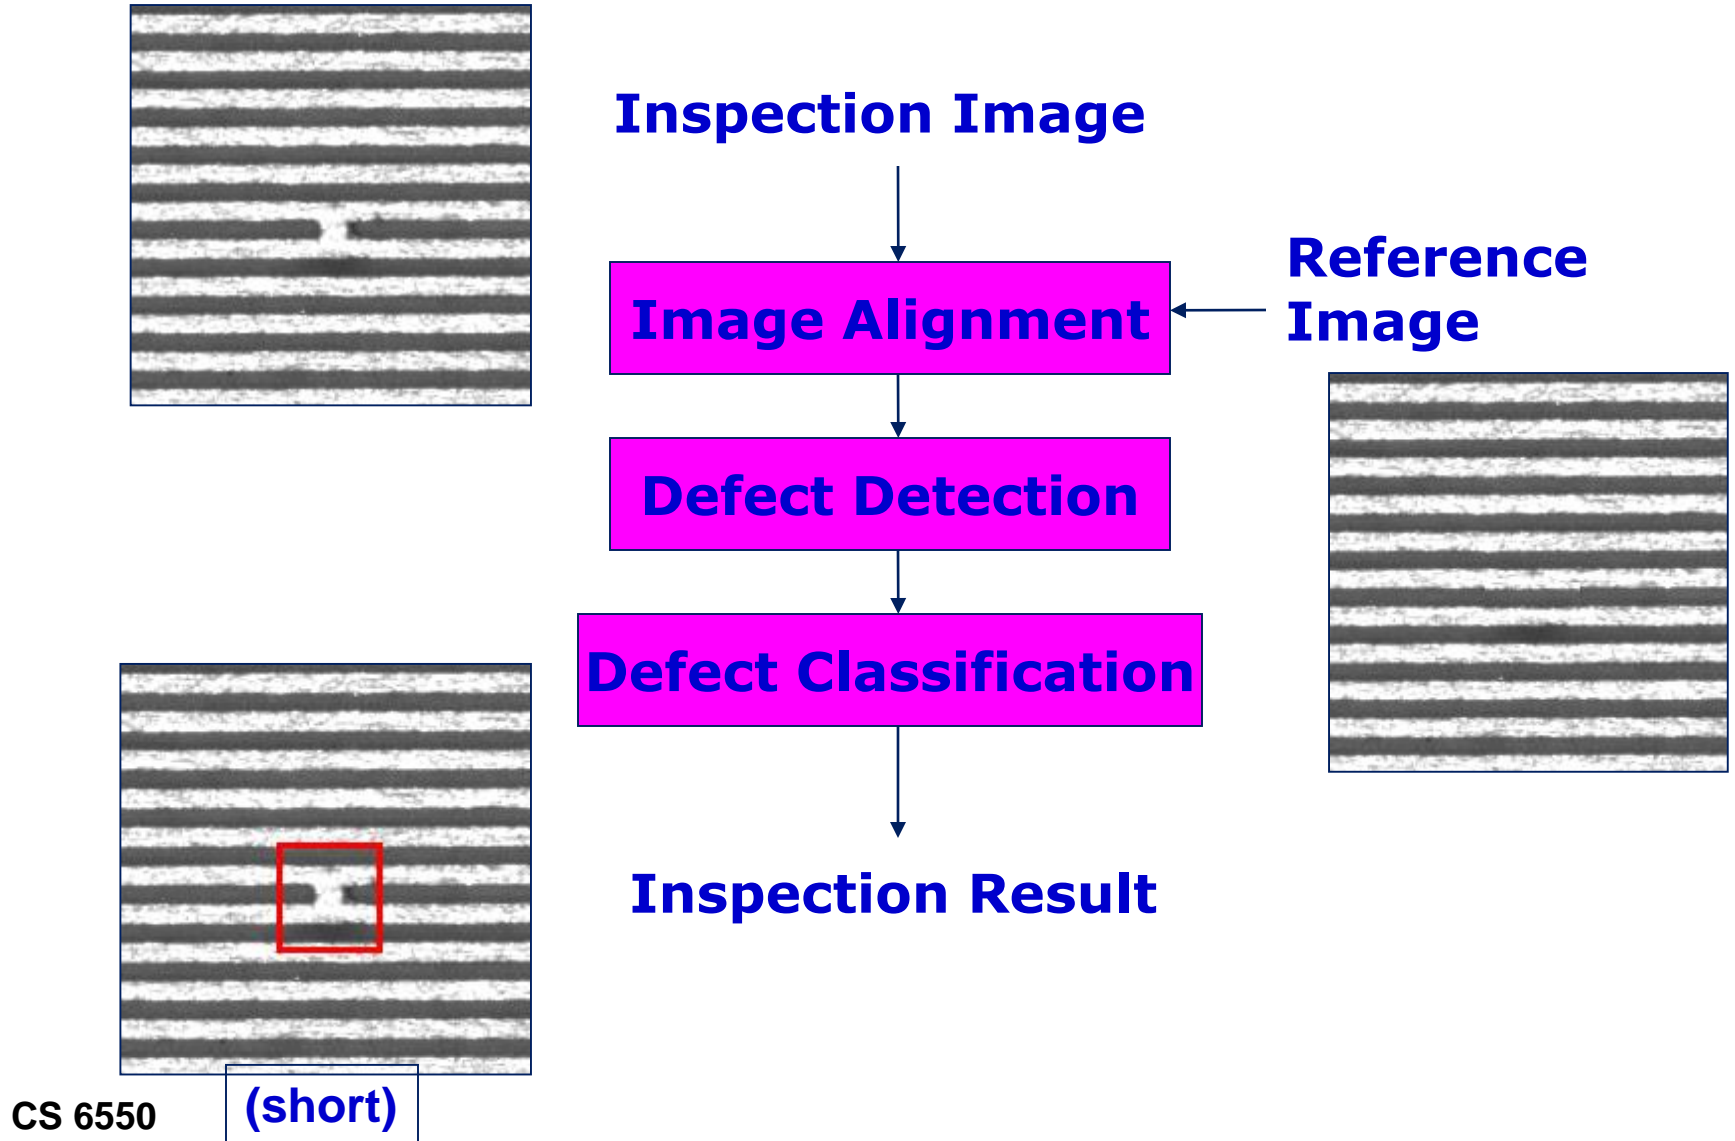 Inspection Image
Reference
Image
Image Alignment
Defect Detection
Defect Classification
Inspection Result
(short)
CS 6550